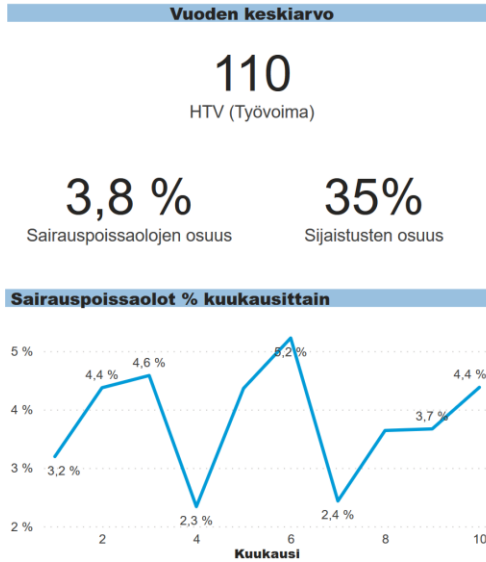 Vuoden keskiarvo
110
HTV (Työvoima)
3,8 % 35%
Sairauspoissaolojen osuus Sijaistusten osuus
Sairauspoissaolot % kuukausittain
5 %
5,2 %
4,4 %
4,6 %
4,4 %
4 %
3,7 %
3 %
3,2 %
2,3 %
2,4 %
2 %
2 4 6 8 10
Kuukausi